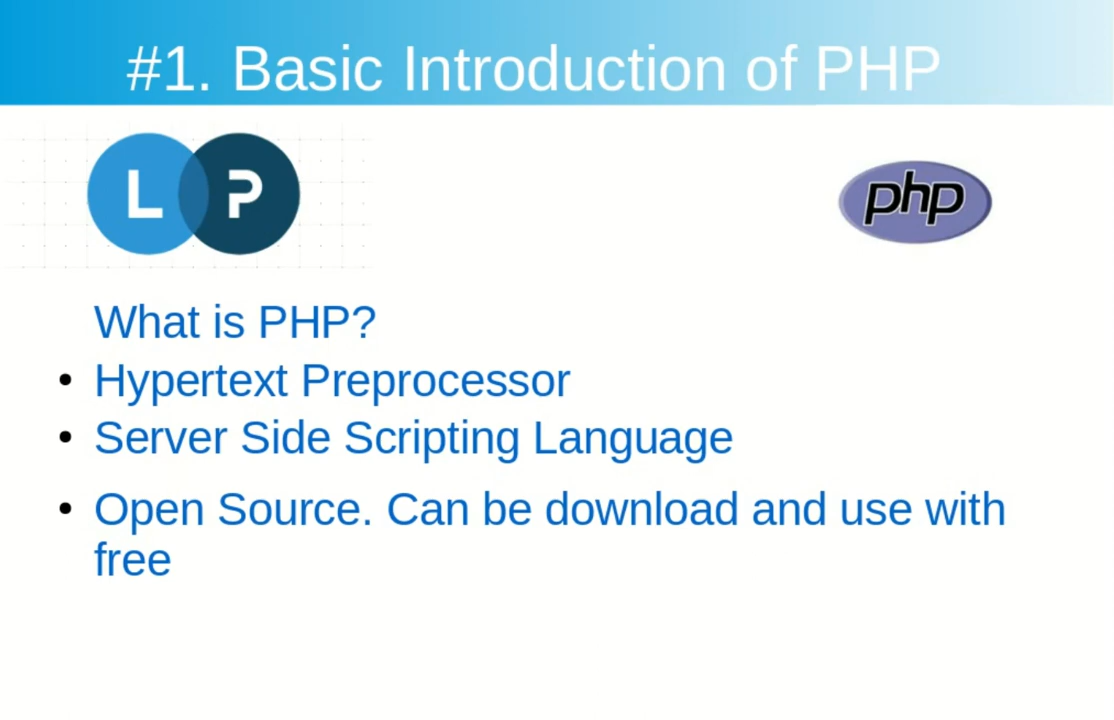 #1. Basic Introduction of PHP
L P
php
What is PHP?
• Hypertext Preprocessor
• Server Side Scripting Language
• Open Source. Can be download and use with
free